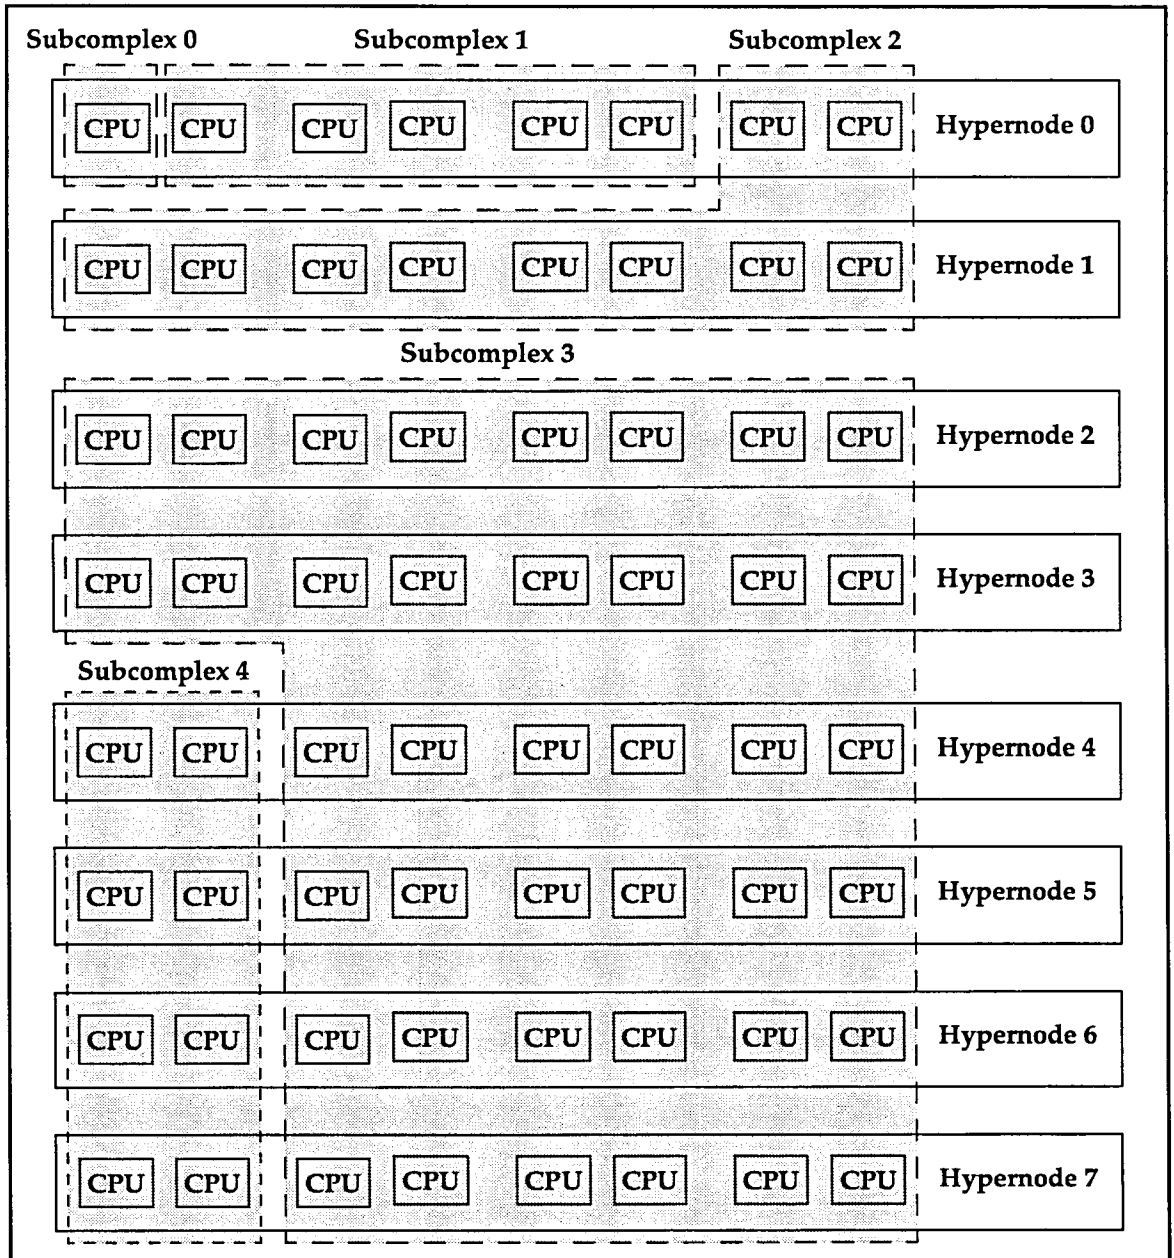 Subcomplex 0 Subcomplex 1 Subcomplex 2
CPU CPU CPU CPU CPU CPU CPU CPU Hypernode 0
CPU CPU CPU CPU CPU CPU CPU CPU Hypernode 1
Subcomplex 3
CPU CPU CPU CPU CPU CPU CPU CPU Hypernode 2
CPU CPU CPU CPU CPU CPU CPU CPU Hypernode 3
Subcomplex 4
CPU CPU CPU CPU CPU CPU CPU CPU Hypernode 4
CPU CPU CPU CPU CPU CPU CPU CPU Hypernode 5
CPU CPU CPU CPU CPU CPU CPU CPU Hypernode 6
CPU CPU CPU CPU CPU CPU CPU CPU Hypernode 7